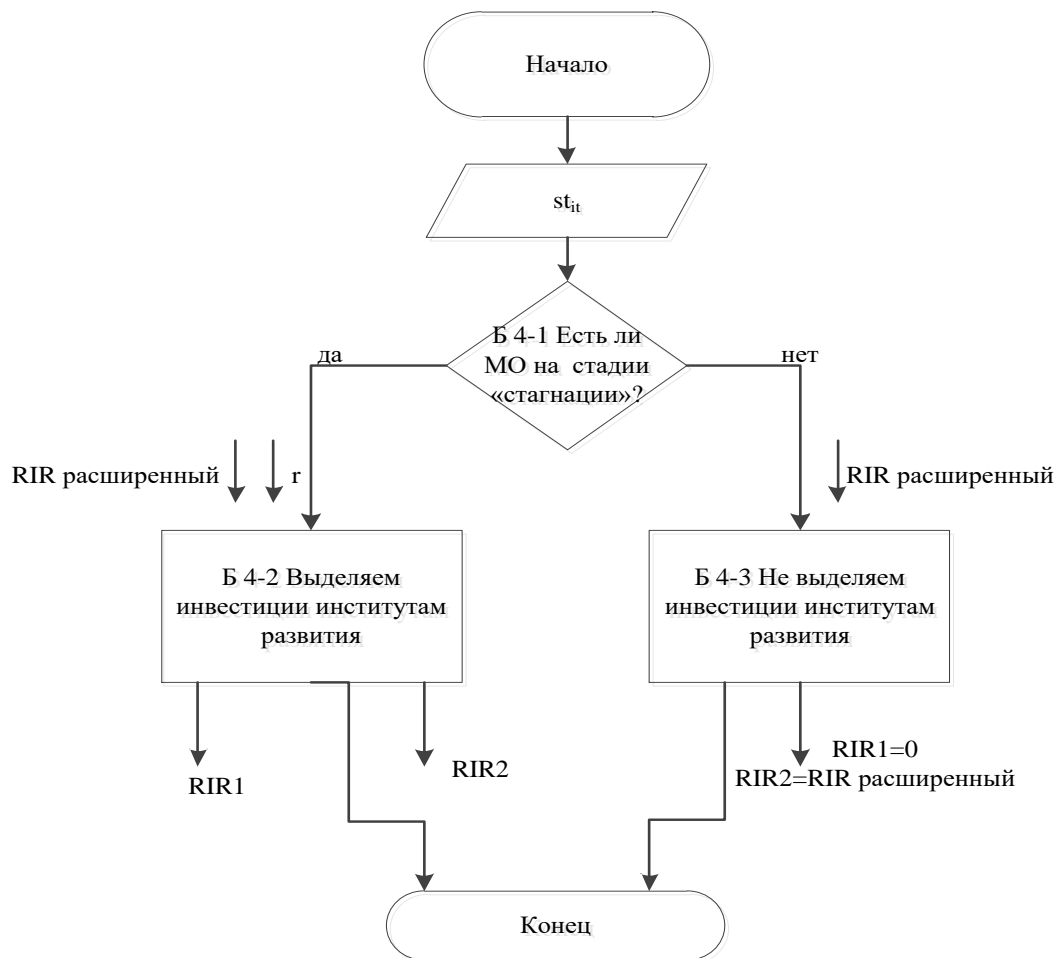 Начало
st_it
Б 4-1 Есть ли
МО на стадии
«стагнации»?
да
нет
RIR расширенный
r
RIR расширенный
Б 4-2 Выделяем
инвестиции институтам
развития
Б 4-3 Не выделяем
инвестиции институтам
развития
RIR1
RIR2
RIR1=0
RIR2=RIR расширенный
Конец